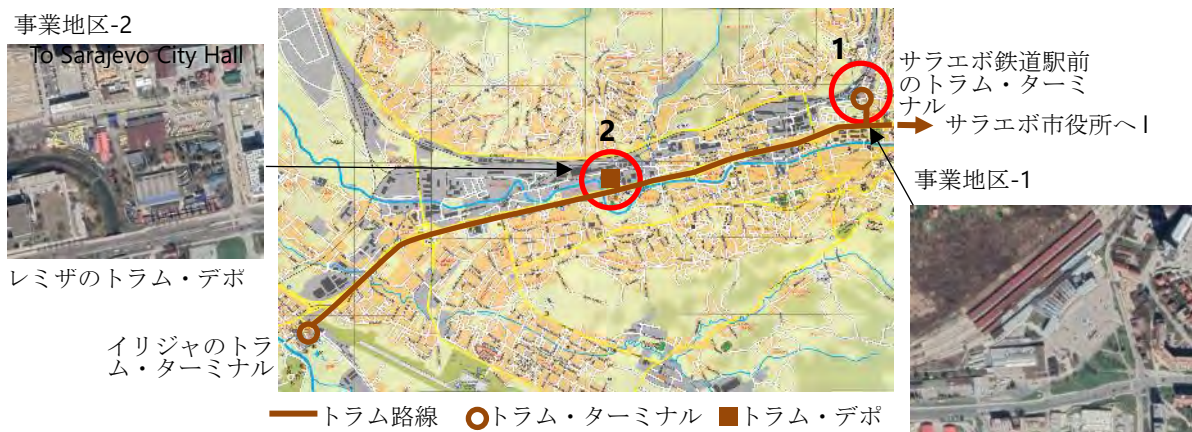 事業地区-2
To Sarajevo City Hall
レミザのトラム・デポ
イリジャのトラ
ム・ターミナル
1
2
サラエボ鉄道駅前
のトラム・ターミ
ナル
サラエボ市役所へ I
事業地区-1
トラム路線 トラム・ターミナル トラム・デポ